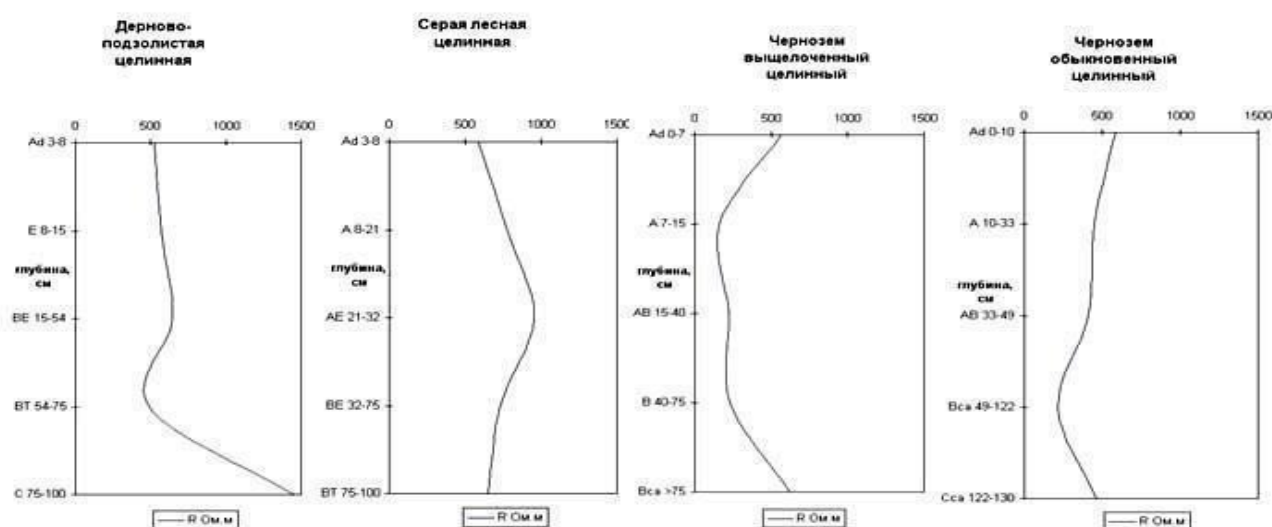 Дерново-
подзолистая
целинная
0 500 1000 1500
Ad 3-8
E 8-15
глубина,
см
BE 15-54
BT 54-75
C 75-100
R Ом.м
Серая лесная
целинная
0 500 1000 1500
Ad 3-8
A 8-21
глубина,
см
AE 21-32
BE 32-75
BT 75-100
R Ом.м
Чернозем
выщелоченный
целинный
0 500 1000 1500
Ad 0-7
A 7-15
глубина,
см
AB 15-40
B 40-75
Bca >75
R Ом.м
Чернозем
обыкновенный
целинный
0 500 1000 1500
Ad 0-10
A 10-33
глубина,
см
AB 33-49
Bca 49-122
Cca 122-130
R Ом.м